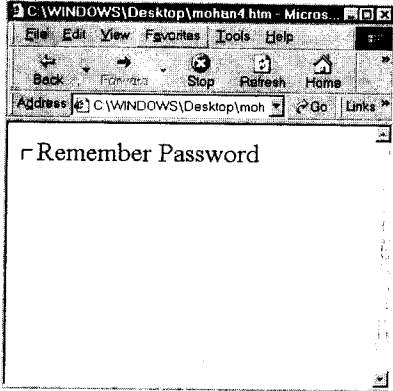 C:\WINDOWS\Desktop\mohan4.htm - Micros...
File Edit View Favorites Tools Help
Back Forward Stop Refresh Home »
Address C:\WINDOWS\Desktop\moh Go Links »
Remember Password